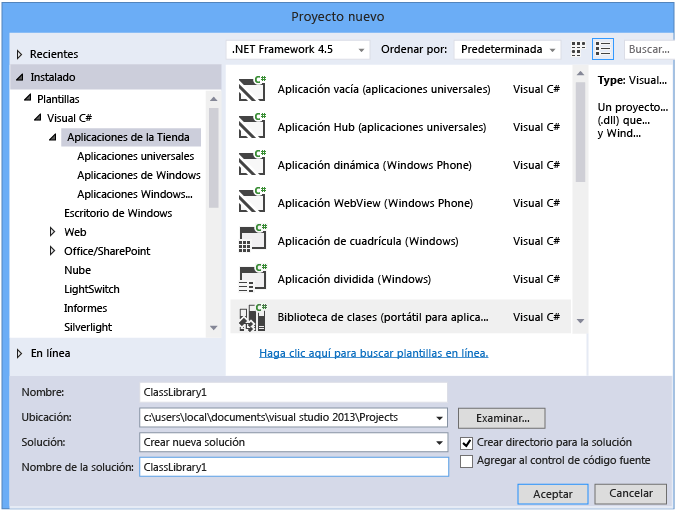 Proyecto nuevo
Recientes
Instalado
Plantillas
Visual C#
Aplicaciones de la Tienda
Aplicaciones universales
Aplicaciones de Windows
Aplicaciones Windows...
Escritorio de Windows
Web
Office/SharePoint
Nube
LightSwitch
Informes
Silverlight
En línea
.NET Framework 4.5 Ordenar por: Predeterminada Buscar...
Aplicación vacía (aplicaciones universales) Visual C#
Aplicación Hub (aplicaciones universales) Visual C#
Aplicación dinámica (Windows Phone) Visual C#
Aplicación WebView (Windows Phone) Visual C#
Aplicación de cuadrícula (Windows) Visual C#
Aplicación dividida (Windows) Visual C#
Biblioteca de clases (portátil para aplica... Visual C#
Haga clic aquí para buscar plantillas en línea.
Type: Visual...
Un proyecto...
(.dll) que...
y Wind...
Nombre: ClassLibrary1
Ubicación: c:\users\local\documents\visual studio 2013\Projects Examinar...
Solución: Crear nueva solución
Nombre de la solución: ClassLibrary1
Crear directorio para la solución
Agregar al control de código fuente
Aceptar Cancelar